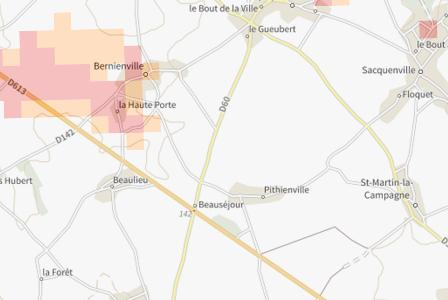 le Bout de la Ville
le Gueubert
le Bout
Bernienville
Sacquenville
D613
Floquet
la Haute Porte
D60
D142
s Hubert
Beaulieu
Pithienville
St-Martin-la-
Campagne
Beauséjour
142
la Forêt